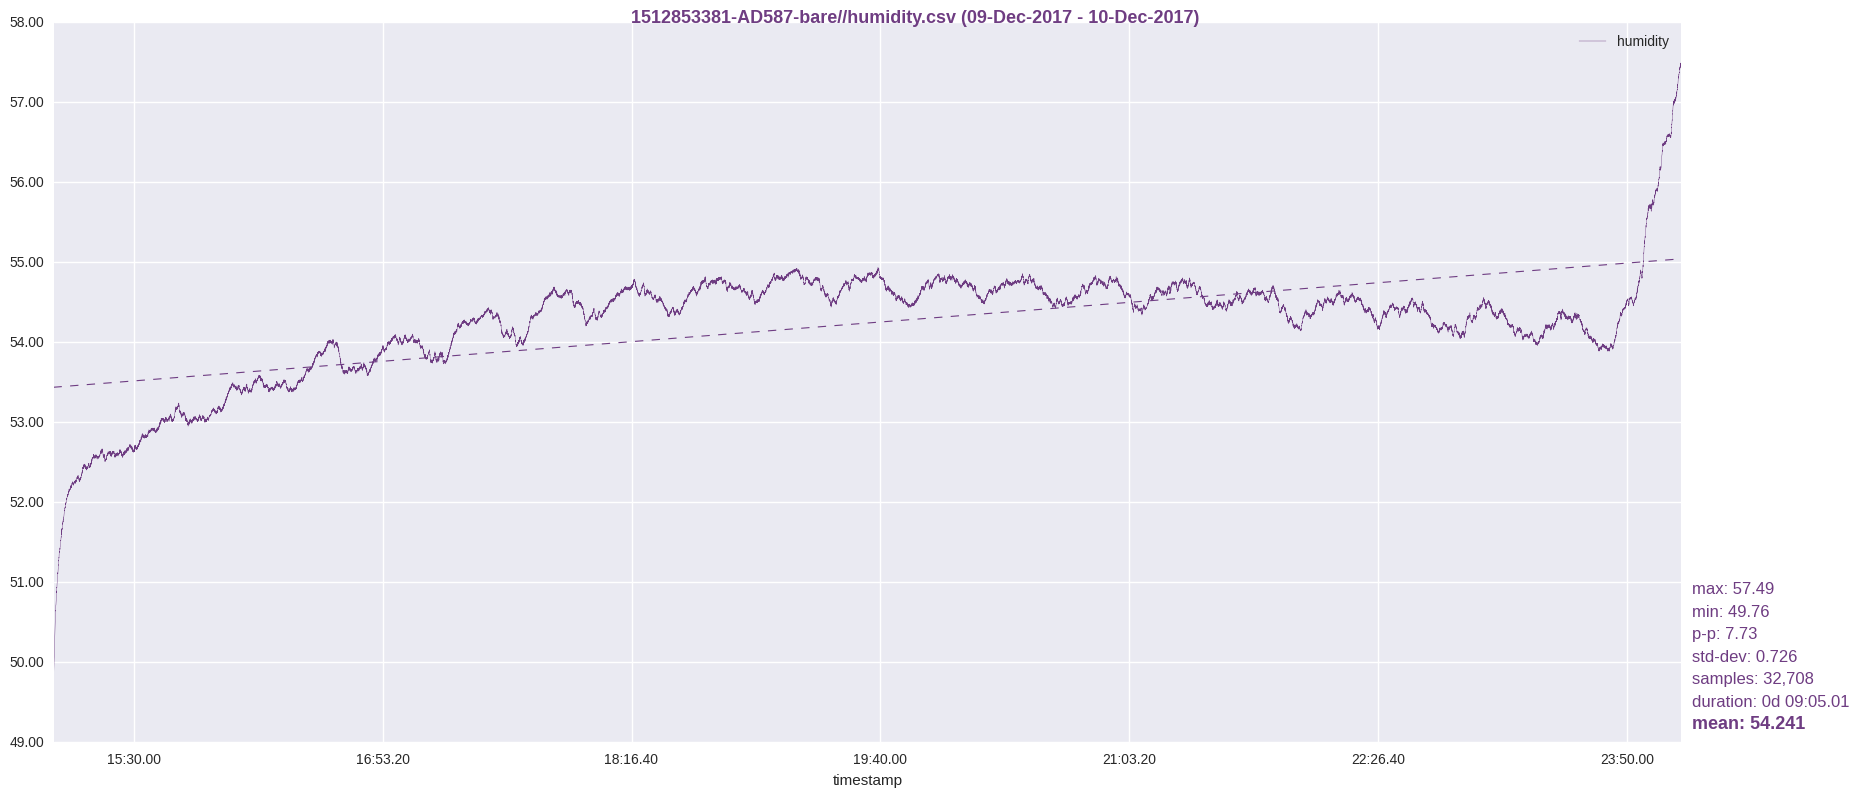 1512853381-AD587-bare//humidity.csv (09-Dec-2017 - 10-Dec-2017)
humidity
58.00
57.00
56.00
55.00
54.00
53.00
52.00
51.00
50.00
49.00
max: 57.49
min: 49.76
p-p: 7.73
std-dev: 0.726
samples: 32,708
duration: 0d 09:05.01
mean: 54.241
15:30.00 16:53.20 18:16.40 19:40.00 21:03.20 22:26.40 23:50.00
timestamp